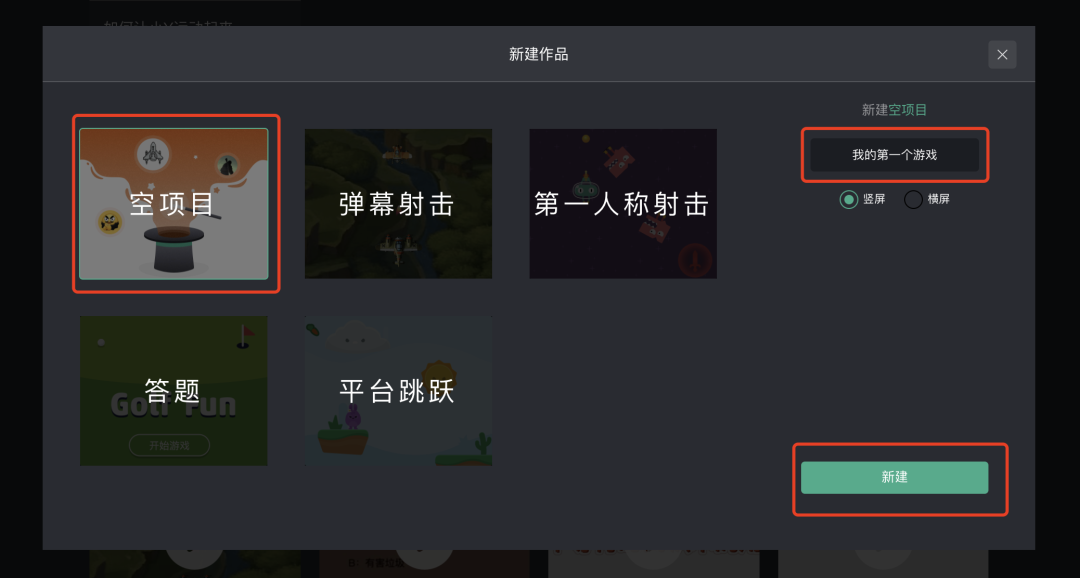 新建作品
新建空项目
我的第一个游戏
竖屏
横屏
空项目
弹幕射击
第一人称射击
Golf Fun
答题
开始游戏
平台跳跃
新建